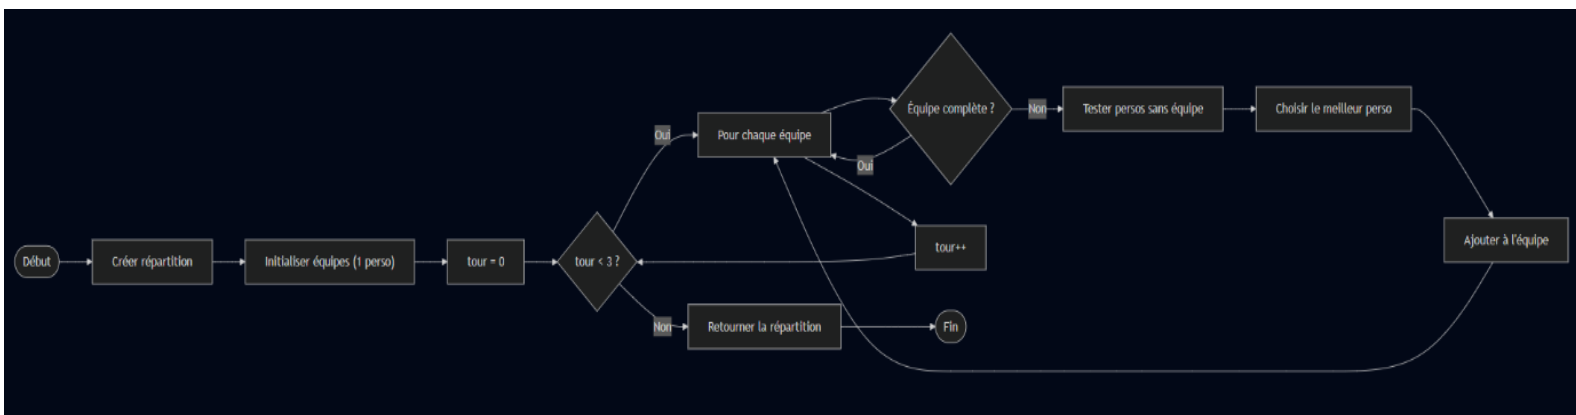 Début
Créer répartition
Initialiser équipes (1 perso)
tour = 0
tour < 3 ?
Oui
Pour chaque équipe
Équipe complète ?
Oui
Non
Tester persos sans équipe
Choisir le meilleur perso
Ajouter à l'équipe
tour++
Non
Retourner la répartition
Fin